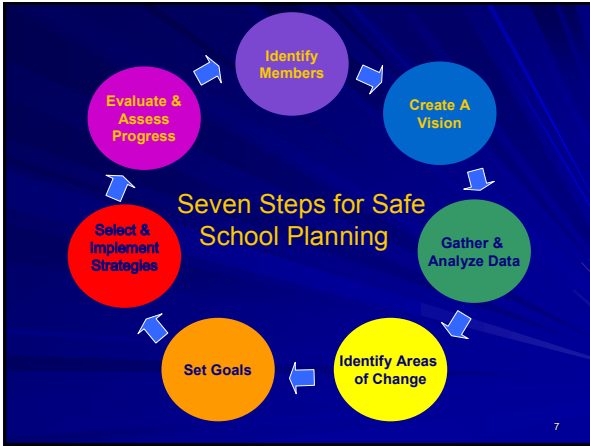 Identify
Members
Create A
Vision
Gather &
Analyze Data
Identify Areas
of Change
Set Goals
Select &
Implement
Strategies
Evaluate &
Assess
Progress
Seven Steps for Safe
School Planning
7